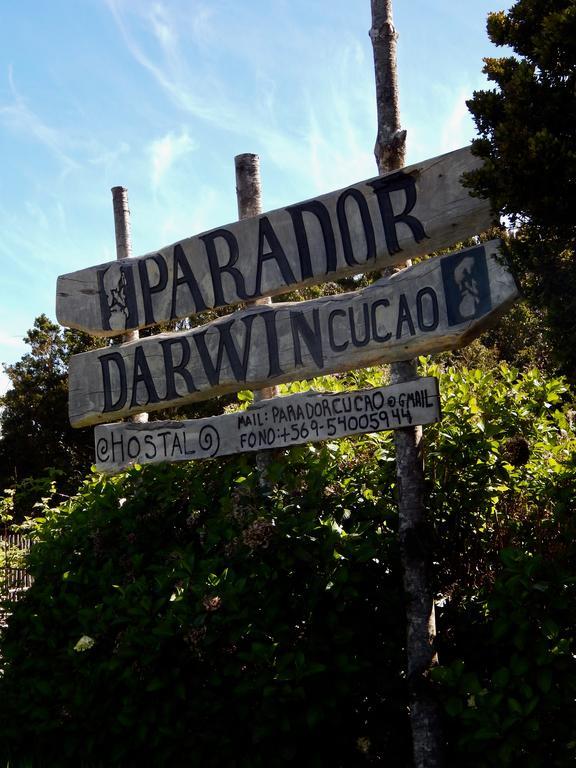 PARADOR
DARWIN CUCAO
@HOSTAL@ MAIL: PARADORCUCAO@GMAIL
FONO:+569-54005944